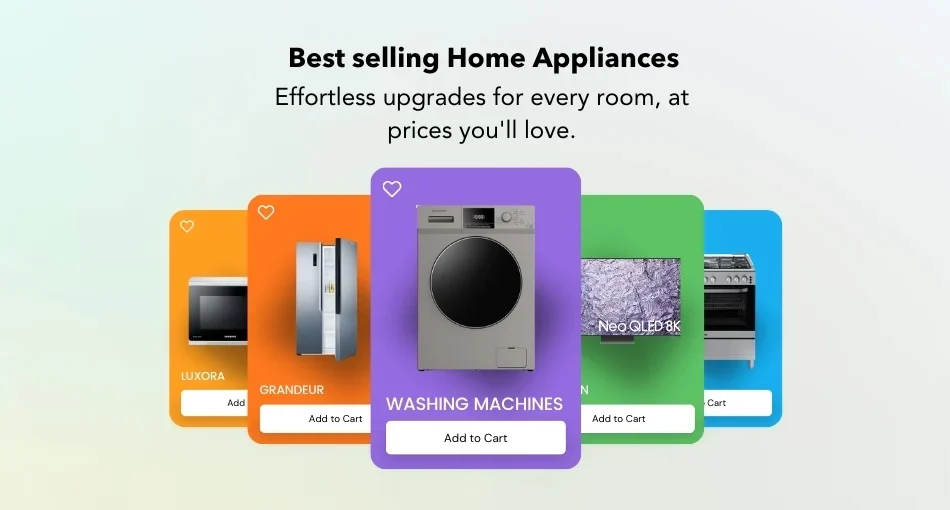 Best selling Home Appliances
Effortless upgrades for every room, at
prices you'll love.
Neo QLED 8K
LUXORA
GRANDEUR
WASHING MACHINES
N
Add
Add to Cart
Add to Cart
Add to Cart
Cart